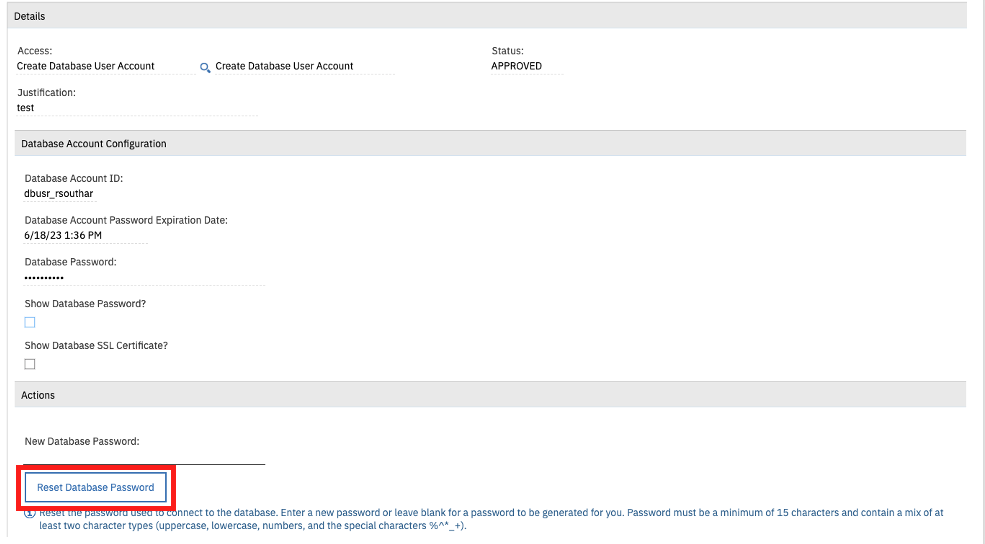 Details
Access:
Status:
Create Database User Account
Create Database User Account
APPROVED
Justification:
test
Database Account Configuration
Database Account ID:
dbusr_rsouthar
Database Account Password Expiration Date:
6/18/23 1:36 PM
Database Password:
••••••••••
Show Database Password?
Show Database SSL Certificate?
Actions
New Database Password:
Reset Database Password
Reset the password used to connect to the database. Enter a new password or leave blank for a password to be generated for you. Password must be a minimum of 15 characters and contain a mix of at
least two character types (uppercase, lowercase, numbers, and the special characters %^*_+).